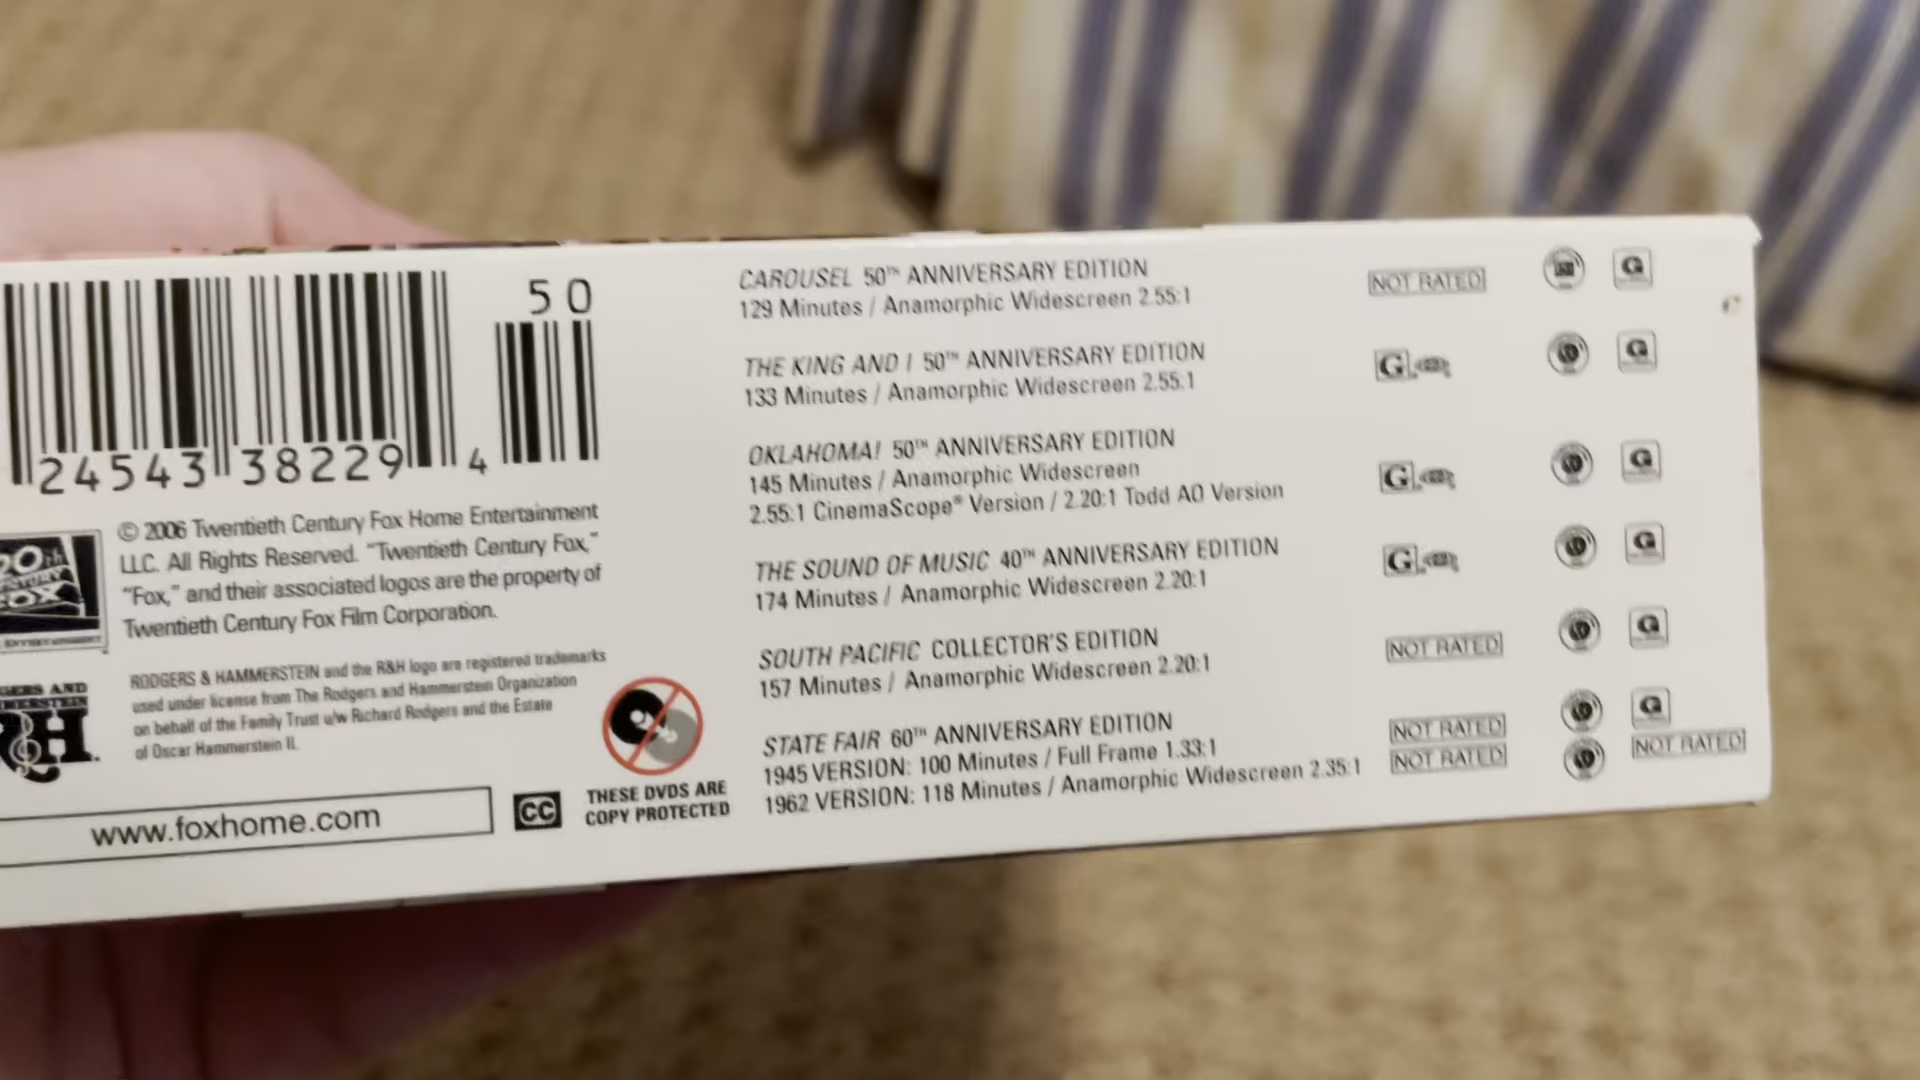 50
24543 38229 4
© 2006 Twentieth Century Fox Home Entertainment
LLC. All Rights Reserved. "Twentieth Century Fox,"
"Fox," and their associated logos are the property of
Twentieth Century Fox Film Corporation.
RODGERS & HAMMERSTEIN and the R&H logo are registered trademarks
used under license from The Rodgers and Hammerstein Organization
on behalf of the Family Trust u/w Richard Rodgers and the Estate
of Oscar Hammerstein II.
www.foxhome.com
CC
THESE DVDS ARE
COPY PROTECTED
CAROUSEL 50TH ANNIVERSARY EDITION
129 Minutes / Anamorphic Widescreen 2.55:1
NOT RATED
G
THE KING AND I 50TH ANNIVERSARY EDITION
133 Minutes / Anamorphic Widescreen 2.55:1
G
G
OKLAHOMA! 50TH ANNIVERSARY EDITION
145 Minutes / Anamorphic Widescreen
2.55:1 CinemaScope® Version / 2.20:1 Todd AO Version
G
G
THE SOUND OF MUSIC 40TH ANNIVERSARY EDITION
174 Minutes / Anamorphic Widescreen 2.20:1
G
G
SOUTH PACIFIC COLLECTOR'S EDITION
157 Minutes / Anamorphic Widescreen 2.20:1
NOT RATED
G
STATE FAIR 60TH ANNIVERSARY EDITION
1945 VERSION: 100 Minutes / Full Frame 1.33:1
NOT RATED
G
1962 VERSION: 118 Minutes / Anamorphic Widescreen 2.35:1
NOT RATED
NOT RATED